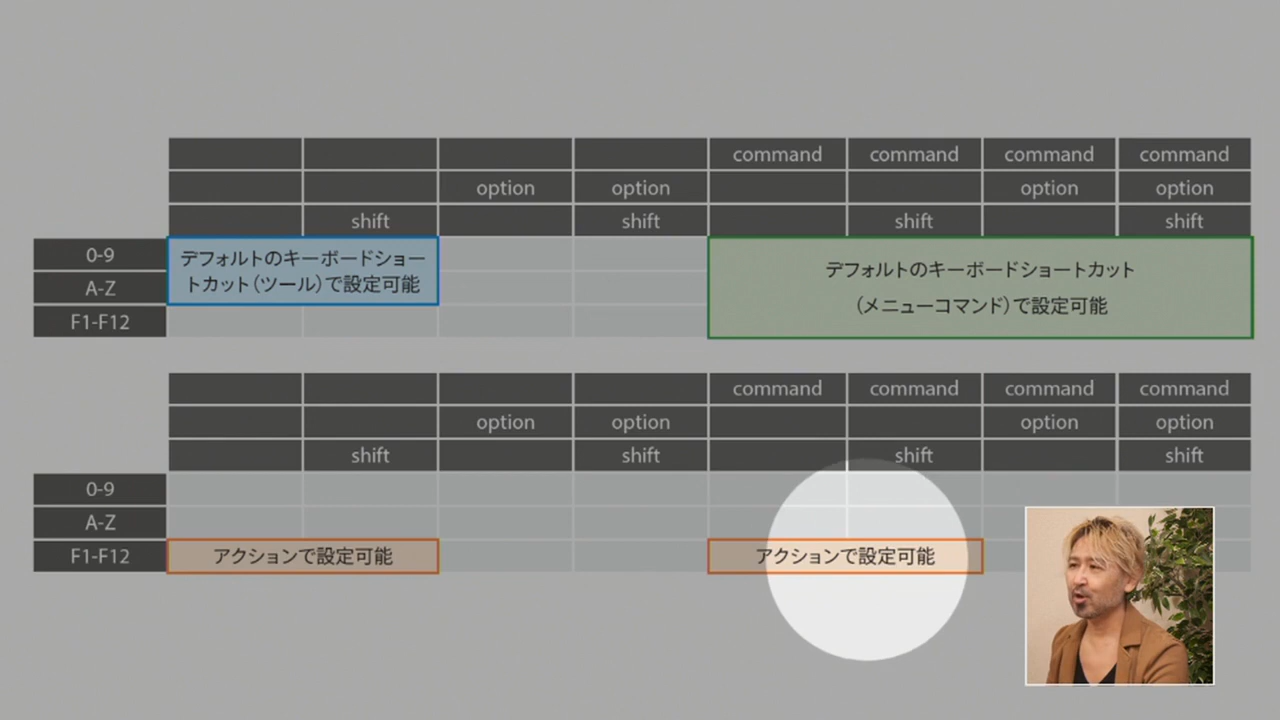 command command command command
option option option option
shift shift shift shift
0-9
A-Z
F1-F12
デフォルトのキーボードショー
トカット（ツール）で設定可能
デフォルトのキーボードショートカット
（メニューコマンド）で設定可能
command command command command
option option option option
shift shift shift shift
0-9
A-Z
F1-F12 アクションで設定可能 アクションで設定可能